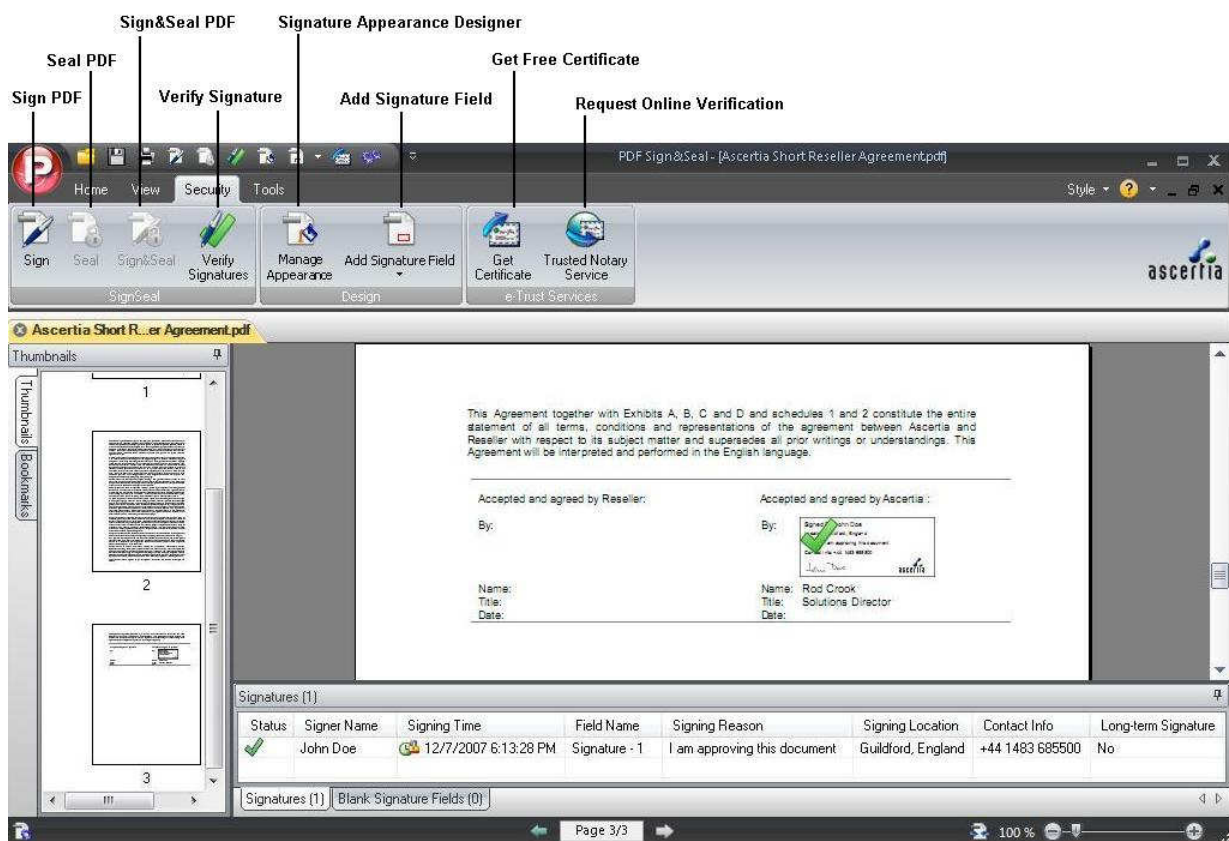 Sign&Seal PDF
Signature Appearance Designer
Seal PDF
Get Free Certificate
Sign PDF
Verify Signature
Add Signature Field
Request Online Verification
PDF Sign&Seal - [Ascertia Short Reseller Agreement.pdf]
Home View Security Tools
Style
Sign
Seal
Sign&Seal
Verify Signatures
Manage Appearance
Add Signature Field
Get Certificate
Trusted Notary Service
ascertia
SignSeal
Design
e-Trust Services
Ascertia Short R...er Agreement.pdf
Thumbnails
Thumbnails
Bookmarks
1
2
3
This Agreement together with Exhibits A, B, C and D and schedules 1 and 2 constitute the entire
statement of all terms, conditions and representations of the agreement between Ascertia and
Reseller with respect to its subject matter and supersedes all prior writings or understandings. This
Agreement will be interpreted and performed in the English language.
Accepted and agreed by Reseller:
Accepted and agreed by Ascertia :
By:
By:
Signed John Doe
England
approving this document
+44 1483 685500
ascertia
Name:
Title:
Date:
Name: Rod Crook
Title: Solutions Director
Date:
Signatures (1)
Status Signer Name Signing Time Field Name Signing Reason Signing Location Contact Info Long-term Signature
John Doe 12/7/2007 6:13:28 PM Signature - 1 I am approving this document Guildford, England +44 1483 685500 No
Signatures (1) Blank Signature Fields (0)
Page 3/3
100 %